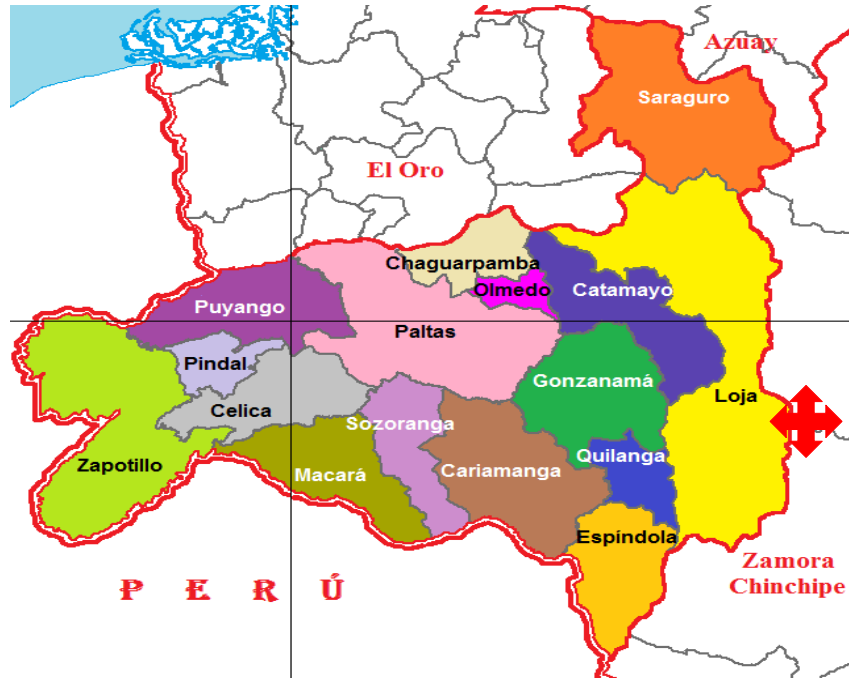 Azuay
Saraguro
El Oro
Chaguarpamba
Olmedo
Catamayo
Puyango
Paltas
Pindal
Gonzanamá
Loja
Celica
Sozoranga
Quilanga
Zapotillo
Macará
Cariamanga
Espíndola
Zamora
Chinchipe
PERÚ